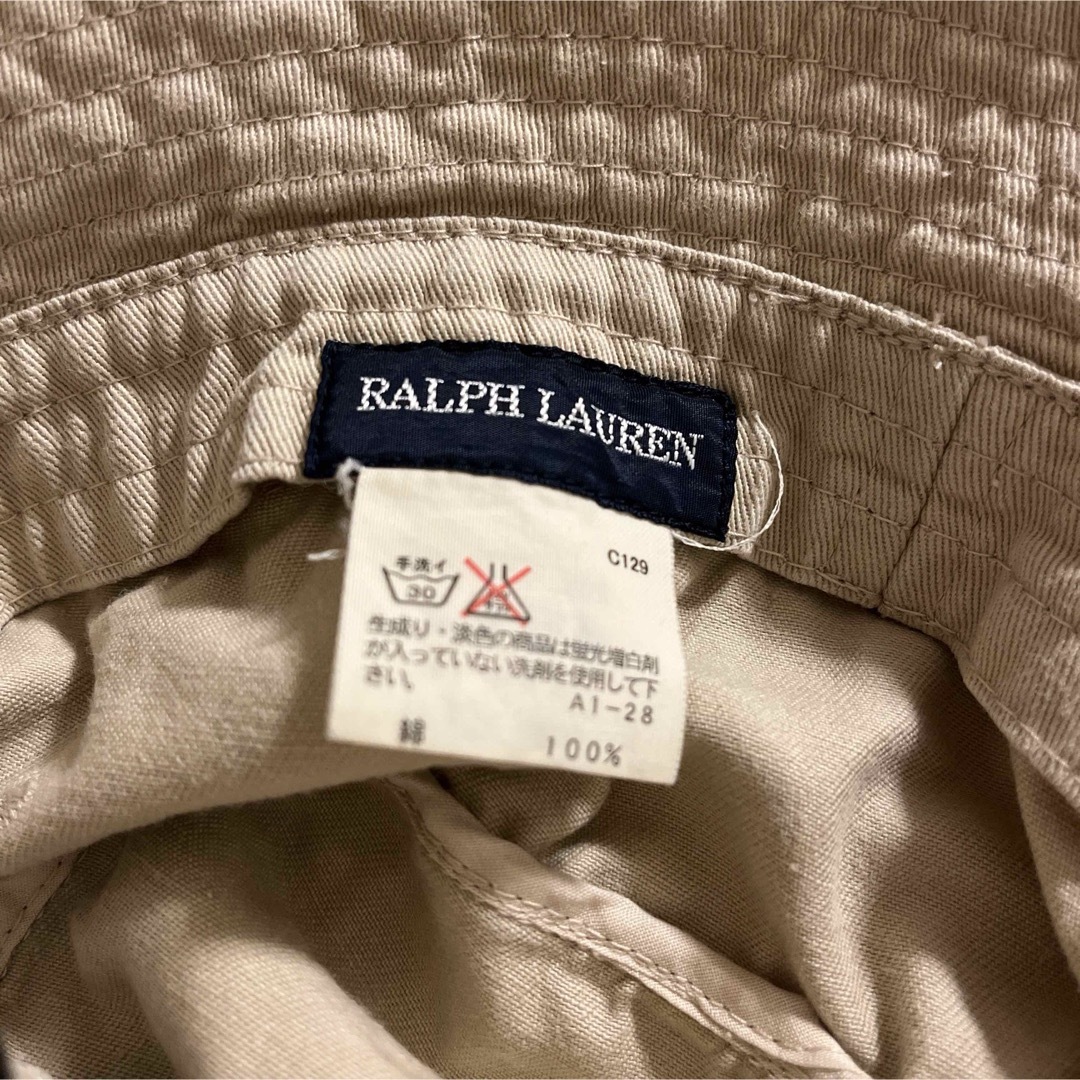 RALPH LAUREN
C129
手洗イ
30
生成り・淡色の商品は蛍光増白剤
が入っていない洗剤を使用して下
さい。
A1-28
綿 100%